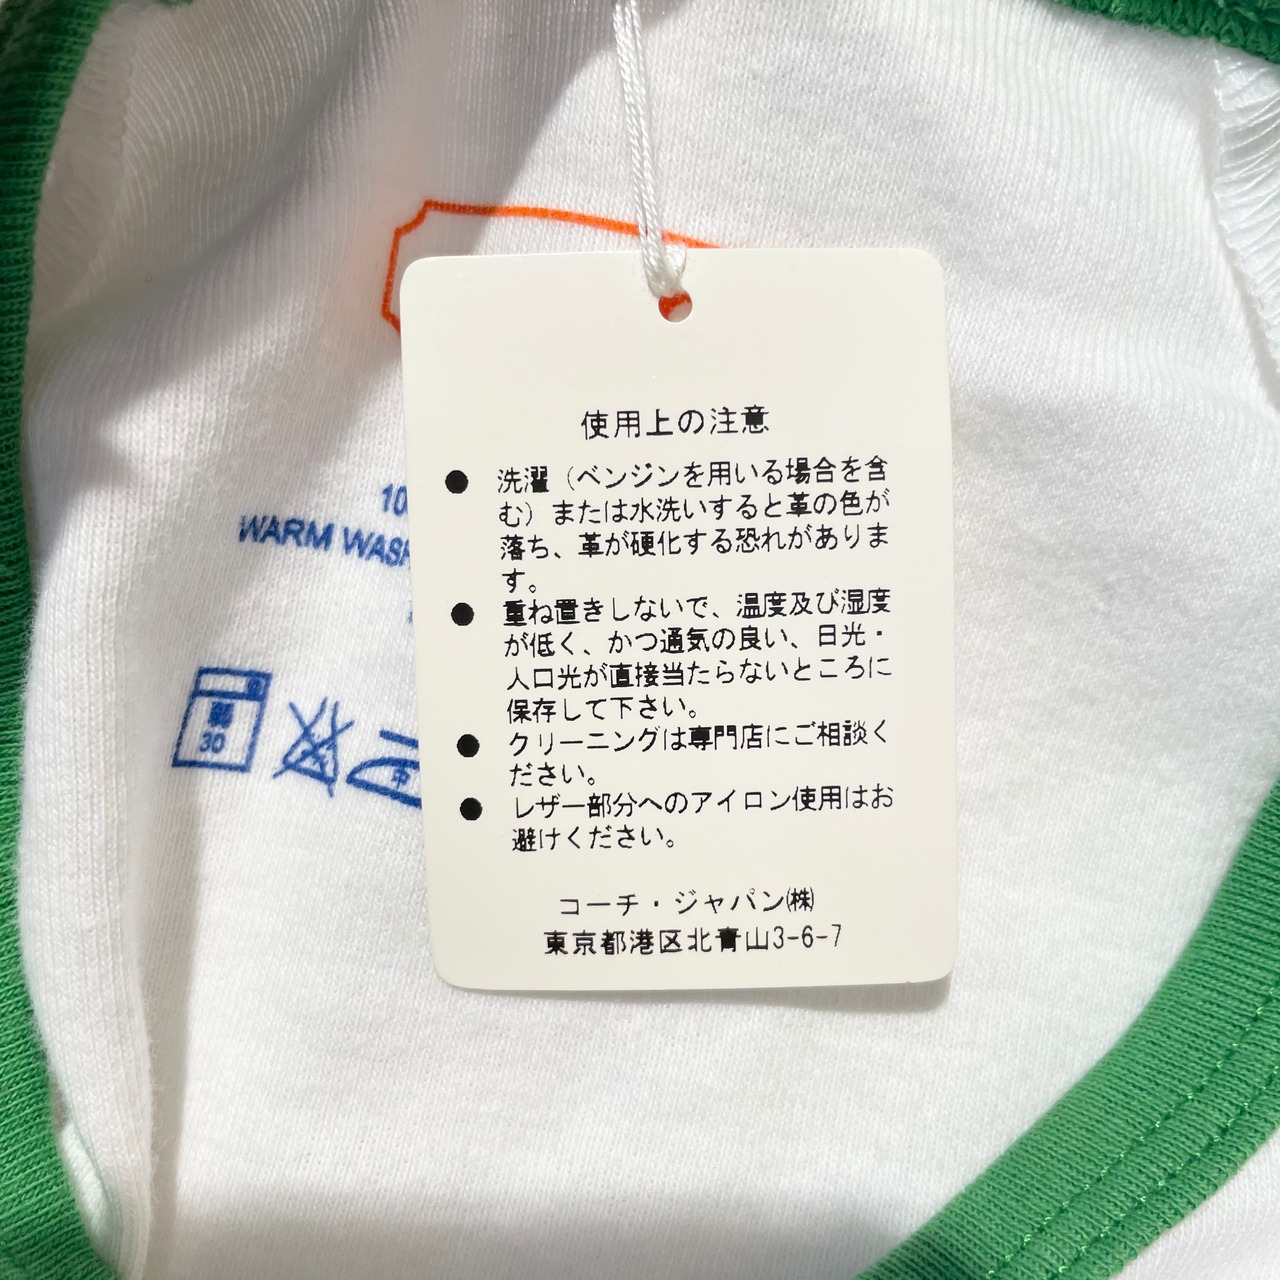 使用上の注意
● 洗濯（ベンジンを用いる場合を含
む）または水洗いすると革の色が
落ち、革が硬化する恐れがありま
す。
● 重ね置きしないで、温度及び湿度
が低く、かつ通気の良い、日光・
人口光が直接当たらないところに
保存して下さい。
● クリーニングは専門店にご相談く
ださい。
● レザー部分へのアイロン使用はお
避けください。
コーチ・ジャパン㈱
東京都港区北青山3-6-7
10
WARM WASH
弱
30
中